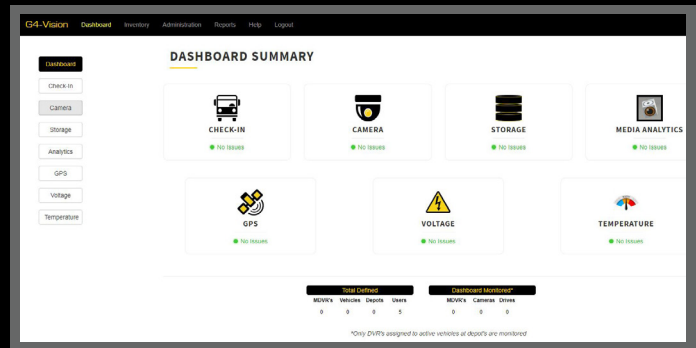 G4-Vision Dashboard Inventory Administration Reports Help Logout
Dashboard
Check-In
Camera
Storage
Analytics
GPS
Voltage
Temperature
DASHBOARD SUMMARY
CHECK-IN
No Issues
CAMERA
No Issues
STORAGE
No Issues
MEDIA ANALYTICS
No Issues
GPS
No Issues
VOLTAGE
No Issues
TEMPERATURE
No Issues
Total Defined
MDVR's Vehicles Depots Users
0 0 0 5
Dashboard Monitored*
MDVR's Cameras Drives
0 0 0
*Only DVR's assigned to active vehicles at depot's are monitored